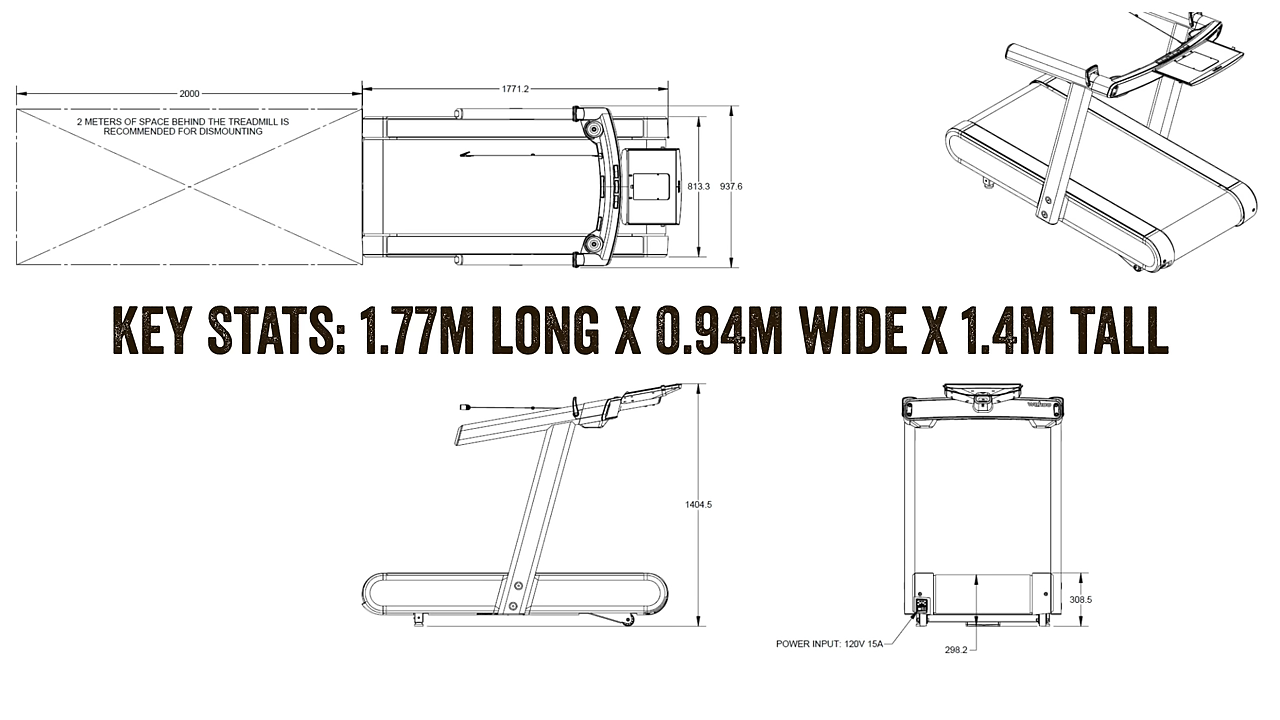 2000
1771.2
2 METERS OF SPACE BEHIND THE TREADMILL IS
RECOMMENDED FOR DISMOUNTING
813.3
937.6
KEY STATS: 1.77M LONG X 0.94M WIDE X 1.4M TALL
1404.5
308.5
POWER INPUT: 120V 15A
298.2